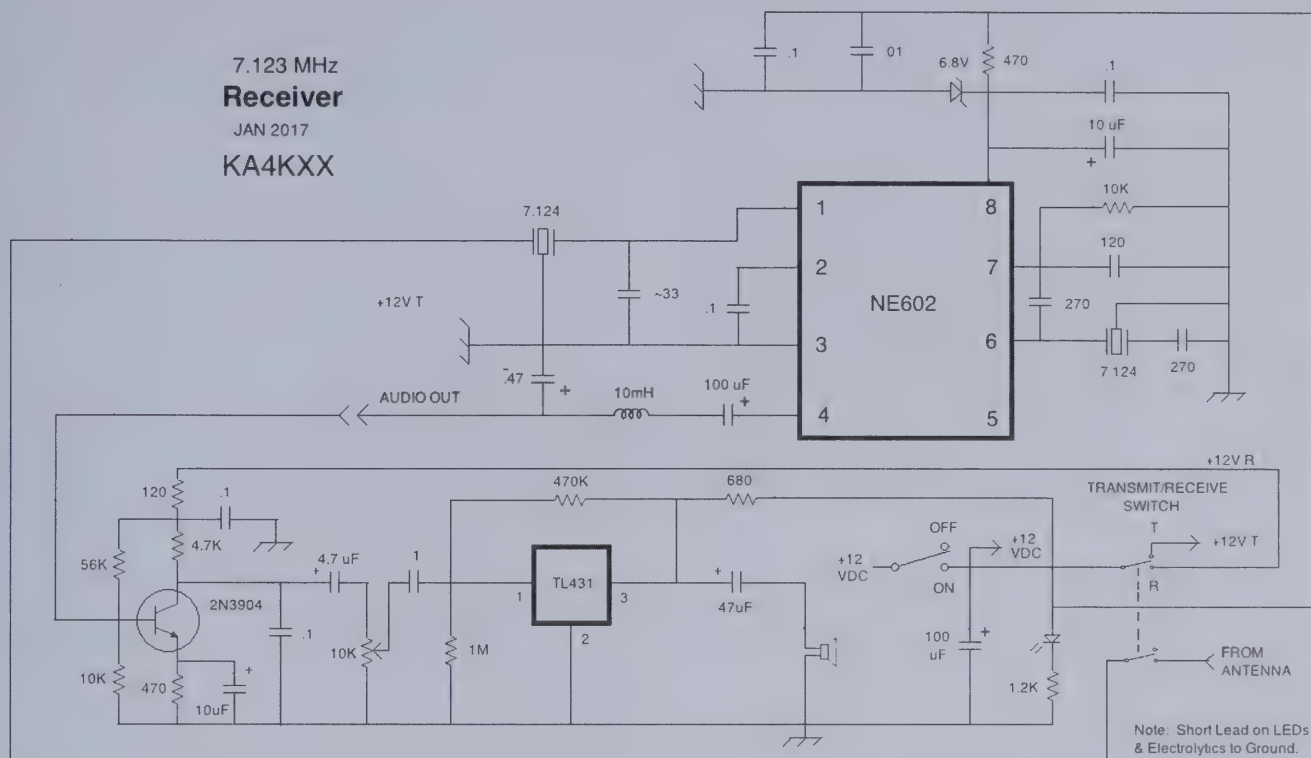 7.123 MHz
Receiver
JAN 2017
KA4KXX
.1
01
6.8V
470
.1
10 uF
+
7.124
1
8
10K
2
7
120
+12V T
~33
.1
NE602
270
3
6
7 124
270
.47
+
10mH
100 uF
+
AUDIO OUT
4
5
+12V R
120
.1
470K
680
TRANSMIT/RECEIVE
SWITCH
T
+12V T
OFF
+12
VDC
+12
VDC
ON
R
56K
4.7K
4.7 uF
+
1
TL431
1
3
2
+
47uF
2N3904
.1
10K
1M
100
uF
+
FROM
ANTENNA
10K
470
+
10uF
1.2K
Note: Short Lead on LEDs
& Electrolytics to Ground.